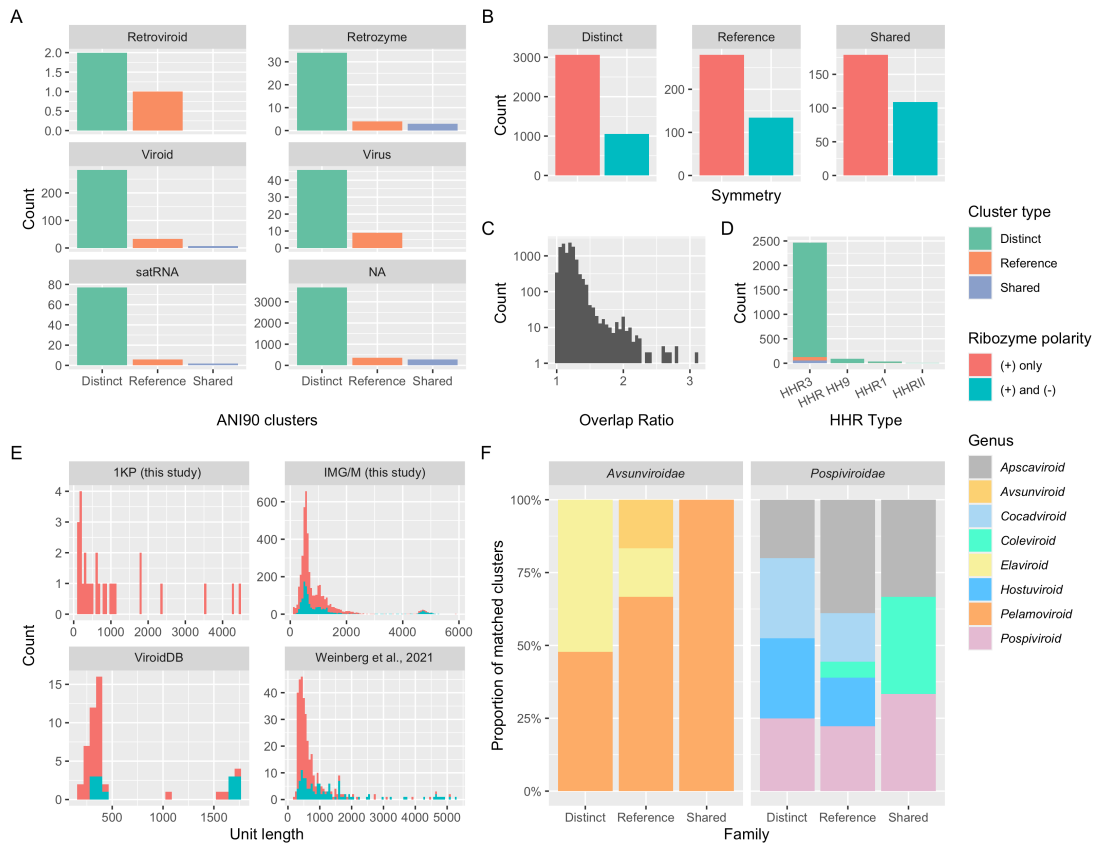 A
Retroviroid
Retrozyme
2.0
1.5
1.0
0.5
0.0
30
20
10
0
Viroid
Virus
200
100
0
40
20
0
satRNA
NA
80
60
40
20
0
3000
2000
1000
0
Count
Distinct Reference Shared
Distinct Reference Shared
ANI90 clusters
B
Distinct
Reference
Shared
3000
2000
1000
0
200
100
0
150
100
50
0
Count
Symmetry
C
1000
100
10
1
Count
1 2 3
Overlap Ratio
D
2500
2000
1500
1000
500
0
Count
HHR3
HHR HH9
HHR1
HHRII
HHR Type
Cluster type
Distinct
Reference
Shared
Ribozyme polarity
(+) only
(+) and (-)
Genus
Apscaviroid
Avsunviroid
Cocadviroid
Coleviroid
Elaviroid
Hostuviroid
Pelamoviroid
Pospiviroid
E
1KP (this study)
IMG/M (this study)
4
3
2
1
0
0 1000 2000 3000 4000
600
400
200
0
0 2000 4000 6000
ViroidDB
Weinberg et al., 2021
15
10
5
0
500 1000 1500
40
30
20
10
0
0 1000 2000 3000 4000 5000
Count
Unit length
F
Avsunviroidae
Pospiviroidae
100%
75%
50%
25%
0%
Proportion of matched clusters
Distinct Reference Shared
Distinct Reference Shared
Family